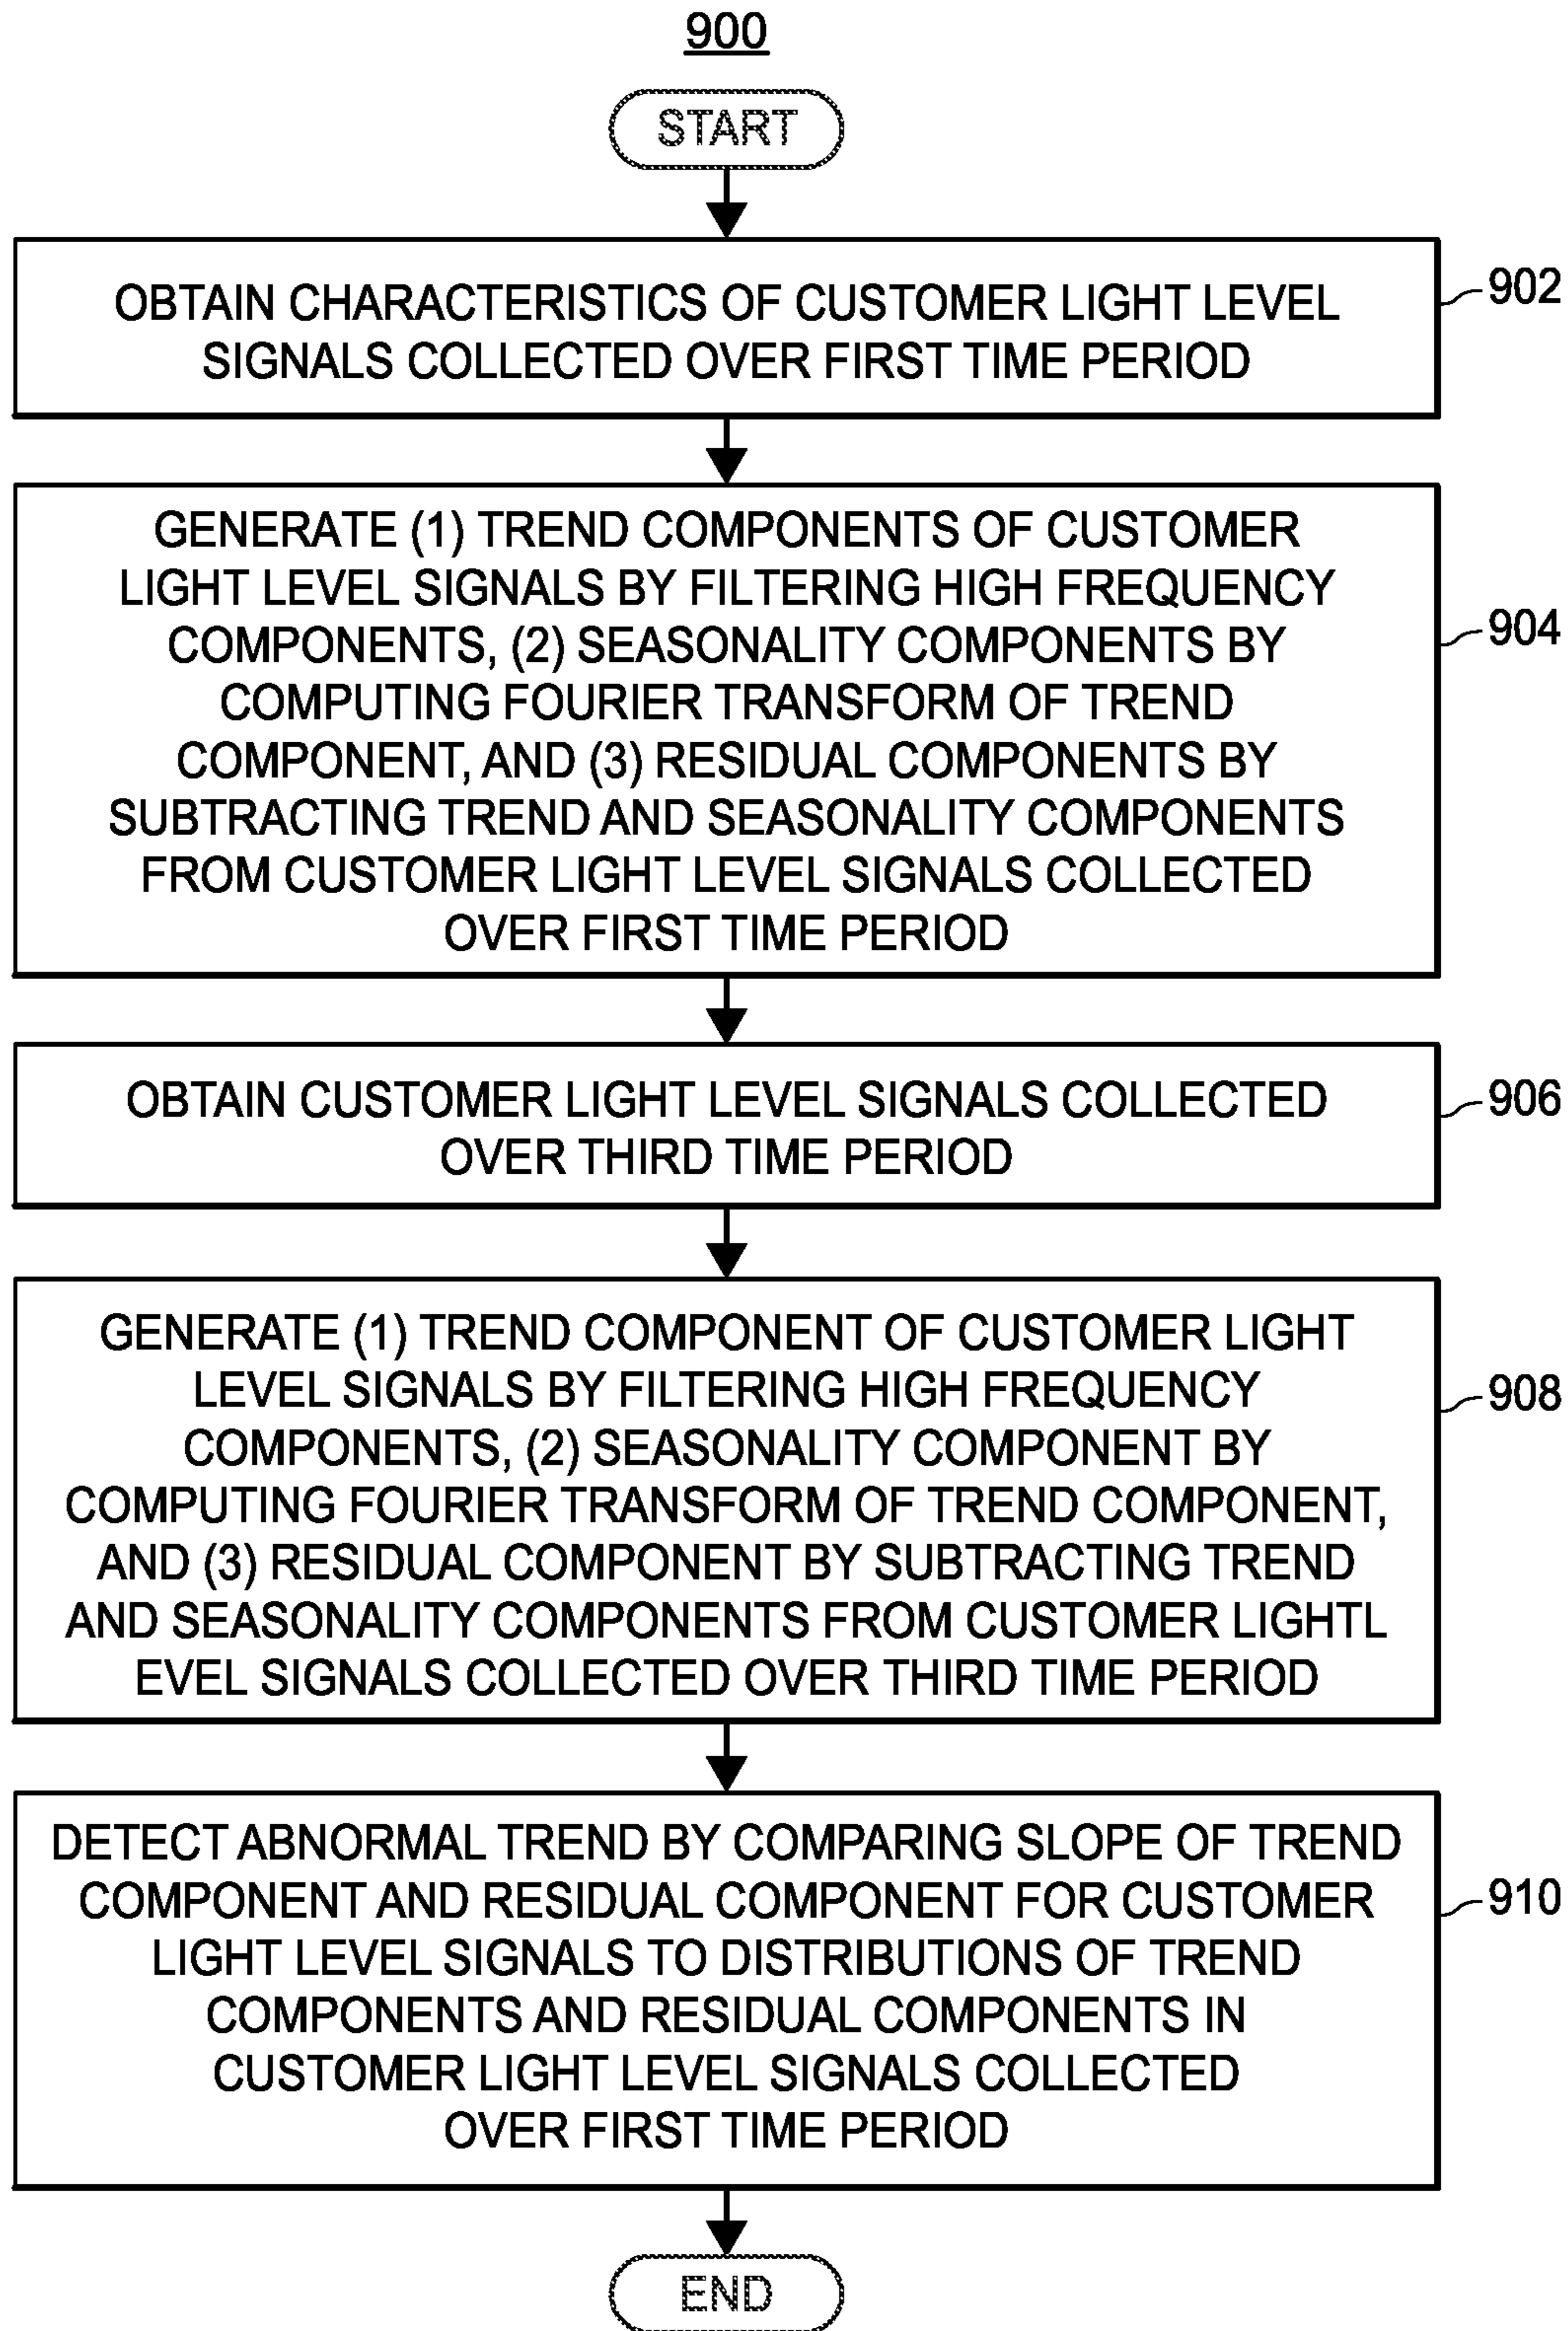 900
START
OBTAIN CHARACTERISTICS OF CUSTOMER LIGHT LEVEL
SIGNALS COLLECTED OVER FIRST TIME PERIOD
902
GENERATE (1) TREND COMPONENTS OF CUSTOMER
LIGHT LEVEL SIGNALS BY FILTERING HIGH FREQUENCY
COMPONENTS, (2) SEASONALITY COMPONENTS BY
COMPUTING FOURIER TRANSFORM OF TREND
COMPONENT, AND (3) RESIDUAL COMPONENTS BY
SUBTRACTING TREND AND SEASONALITY COMPONENTS
FROM CUSTOMER LIGHT LEVEL SIGNALS COLLECTED
OVER FIRST TIME PERIOD
904
OBTAIN CUSTOMER LIGHT LEVEL SIGNALS COLLECTED
OVER THIRD TIME PERIOD
906
GENERATE (1) TREND COMPONENT OF CUSTOMER LIGHT
LEVEL SIGNALS BY FILTERING HIGH FREQUENCY
COMPONENTS, (2) SEASONALITY COMPONENT BY
COMPUTING FOURIER TRANSFORM OF TREND COMPONENT,
AND (3) RESIDUAL COMPONENT BY SUBTRACTING TREND
AND SEASONALITY COMPONENTS FROM CUSTOMER LIGHTL
EVEL SIGNALS COLLECTED OVER THIRD TIME PERIOD
908
DETECT ABNORMAL TREND BY COMPARING SLOPE OF TREND
COMPONENT AND RESIDUAL COMPONENT FOR CUSTOMER
LIGHT LEVEL SIGNALS TO DISTRIBUTIONS OF TREND
COMPONENTS AND RESIDUAL COMPONENTS IN
CUSTOMER LIGHT LEVEL SIGNALS COLLECTED
OVER FIRST TIME PERIOD
910
END